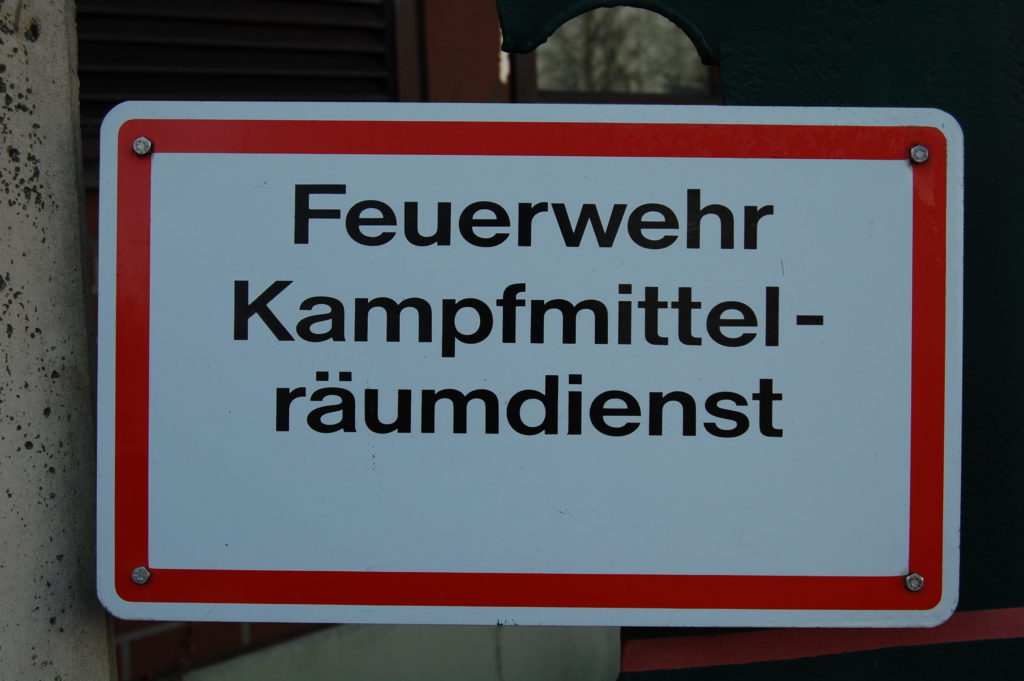 Feuerwehr
Kampfmittel-
räumdienst